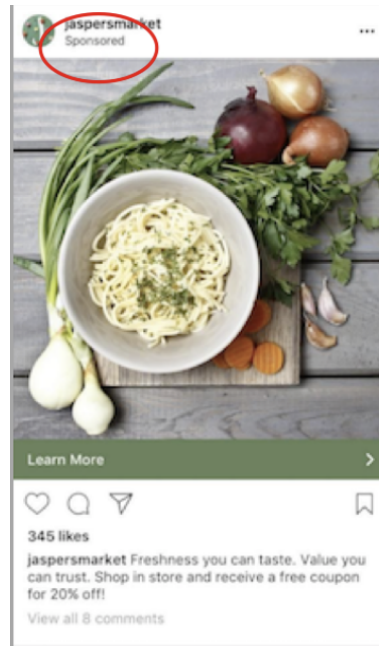 jaspersmarket
Sponsored
Learn More
345 likes
jaspersmarket Freshness you can taste. Value you
can trust. Shop in store and receive a free coupon
for 20% off!
View all 8 comments